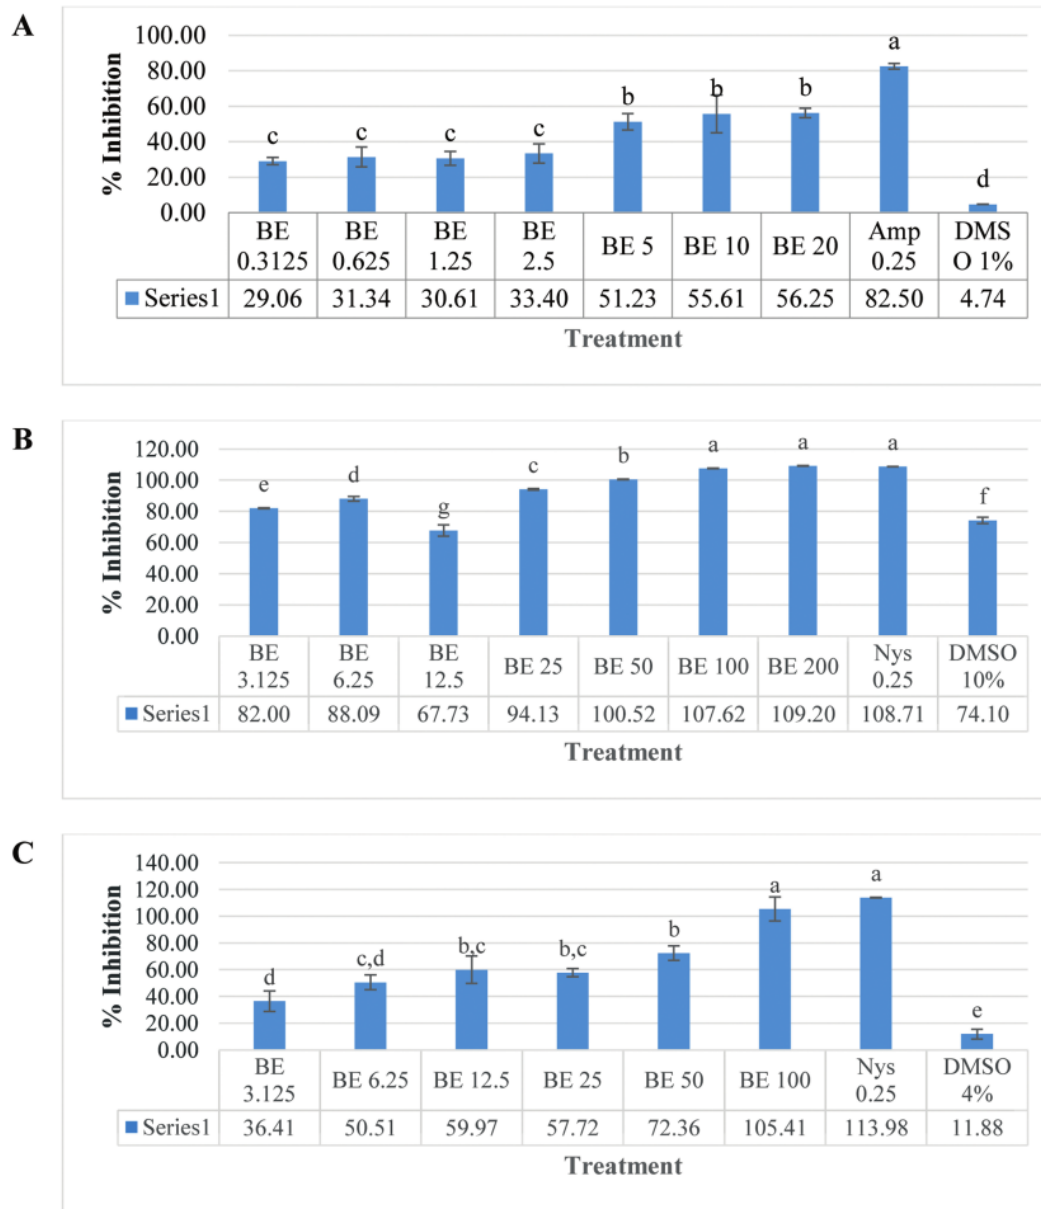 A
100.00
80.00
60.00
40.00
20.00
0.00
% Inhibition
c c c c b b b a d
BE 0.3125 BE 0.625 BE 1.25 BE 2.5 BE 5 BE 10 BE 20 Amp 0.25 DMS O 1%
Series1 29.06 31.34 30.61 33.40 51.23 55.61 56.25 82.50 4.74
Treatment
B
120.00
100.00
80.00
60.00
40.00
20.00
0.00
% Inhibition
e d g c b a a a f
BE 3.125 BE 6.25 BE 12.5 BE 25 BE 50 BE 100 BE 200 Nys 0.25 DMSO 10%
Series1 82.00 88.09 67.73 94.13 100.52 107.62 109.20 108.71 74.10
Treatment
C
140.00
120.00
100.00
80.00
60.00
40.00
20.00
0.00
% Inhibition
d c,d b,c b,c b a a e
BE 3.125 BE 6.25 BE 12.5 BE 25 BE 50 BE 100 Nys 0.25 DMSO 4%
Series1 36.41 50.51 59.97 57.72 72.36 105.41 113.98 11.88
Treatment